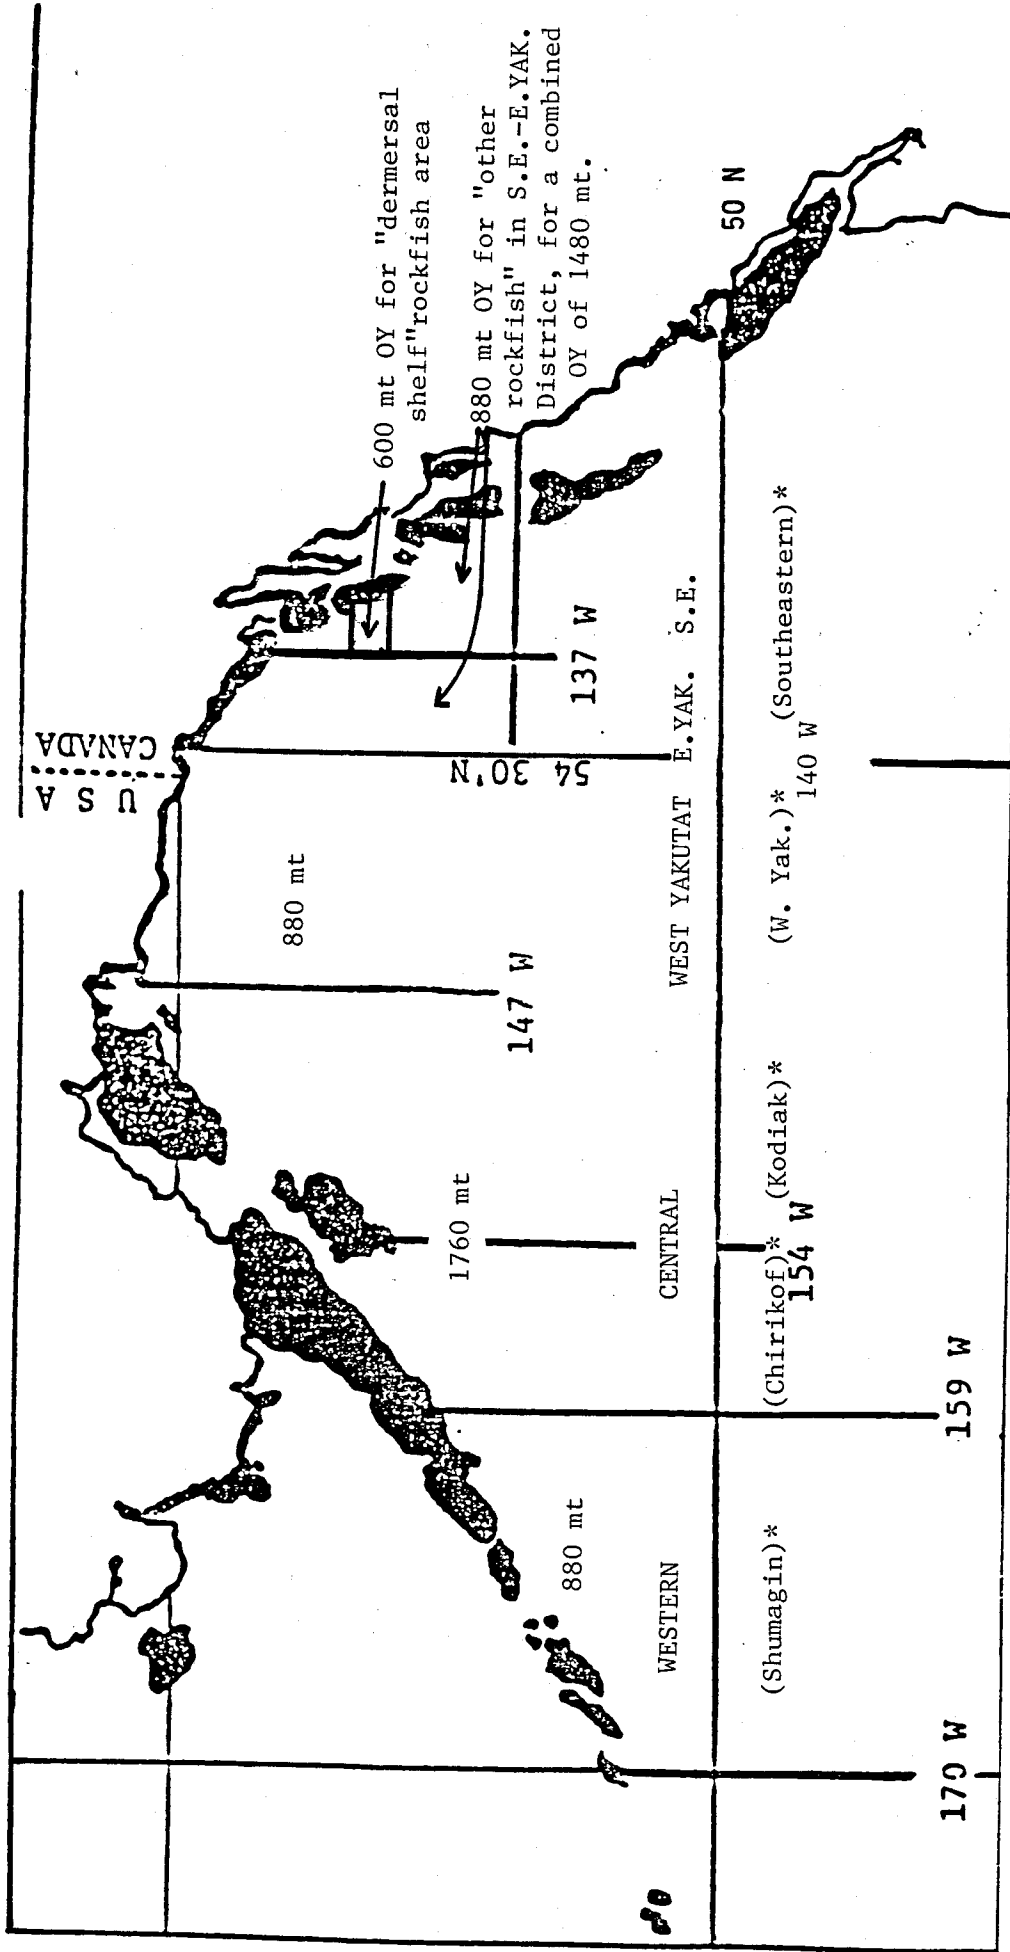 U S A
CANADA
600 mt OY for "dermersal
shelf"rockfish area
880 mt OY for "other
rockfish" in S.E.-E.YAK.
District, for a combined
OY of 1480 mt.
880 mt
1760 mt
880 mt
54 30'N
50 N
137 W
147 W
WESTERN
CENTRAL
WEST YAKUTAT
E.YAK.
S.E.
(Shumagin)*
(Chirikof)*
(Kodiak)*
(W. Yak.)*
(Southeastern)*
140 W
154 W
159 W
170 W